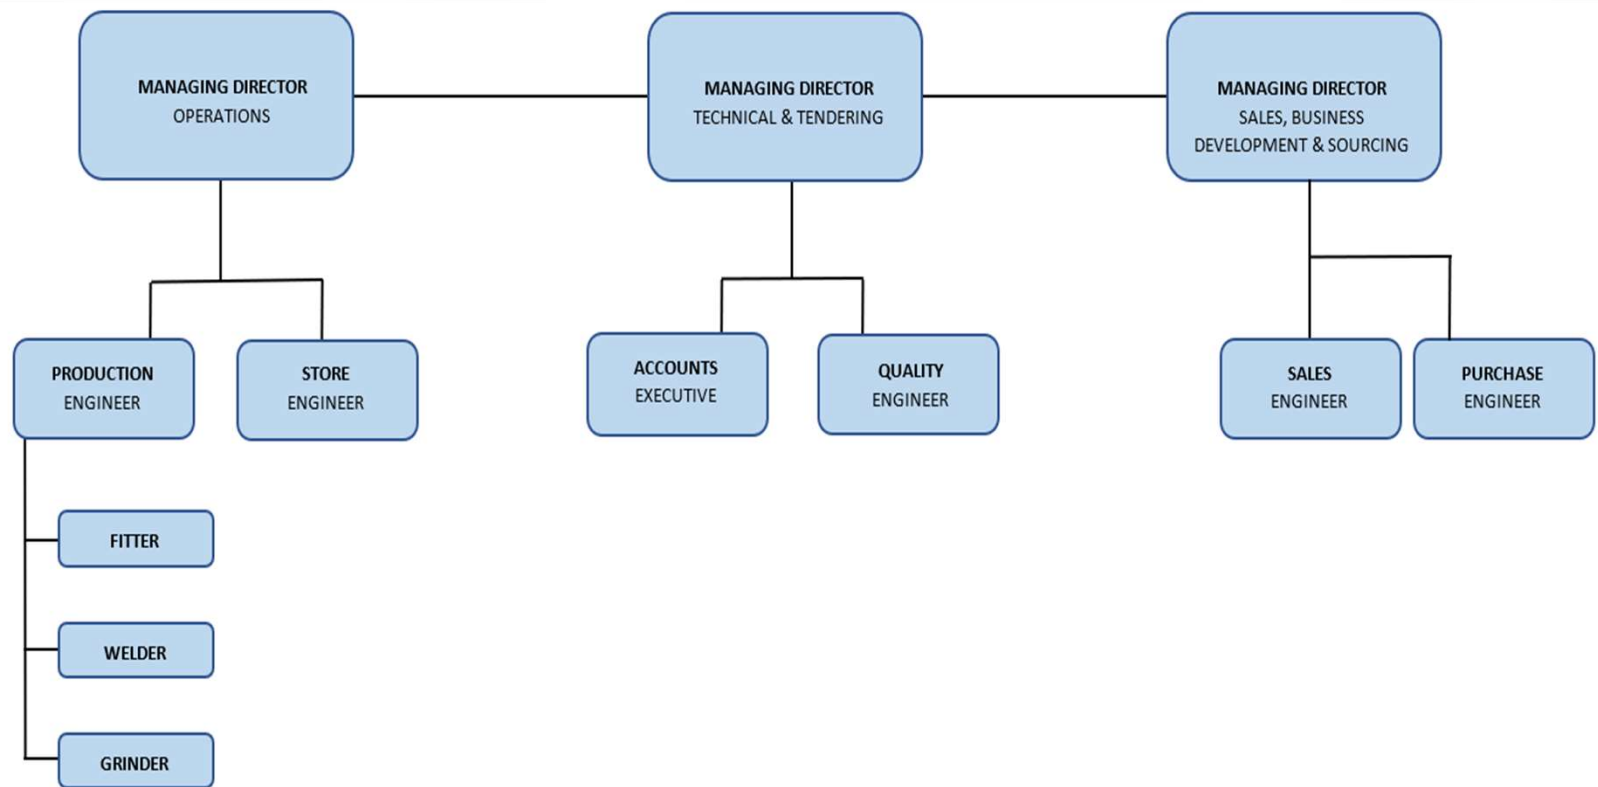 MANAGING DIRECTOR
OPERATIONS
MANAGING DIRECTOR
TECHNICAL & TENDERING
MANAGING DIRECTOR
SALES, BUSINESS
DEVELOPMENT & SOURCING
PRODUCTION
ENGINEER
STORE
ENGINEER
ACCOUNTS
EXECUTIVE
QUALITY
ENGINEER
SALES
ENGINEER
PURCHASE
ENGINEER
FITTER
WELDER
GRINDER